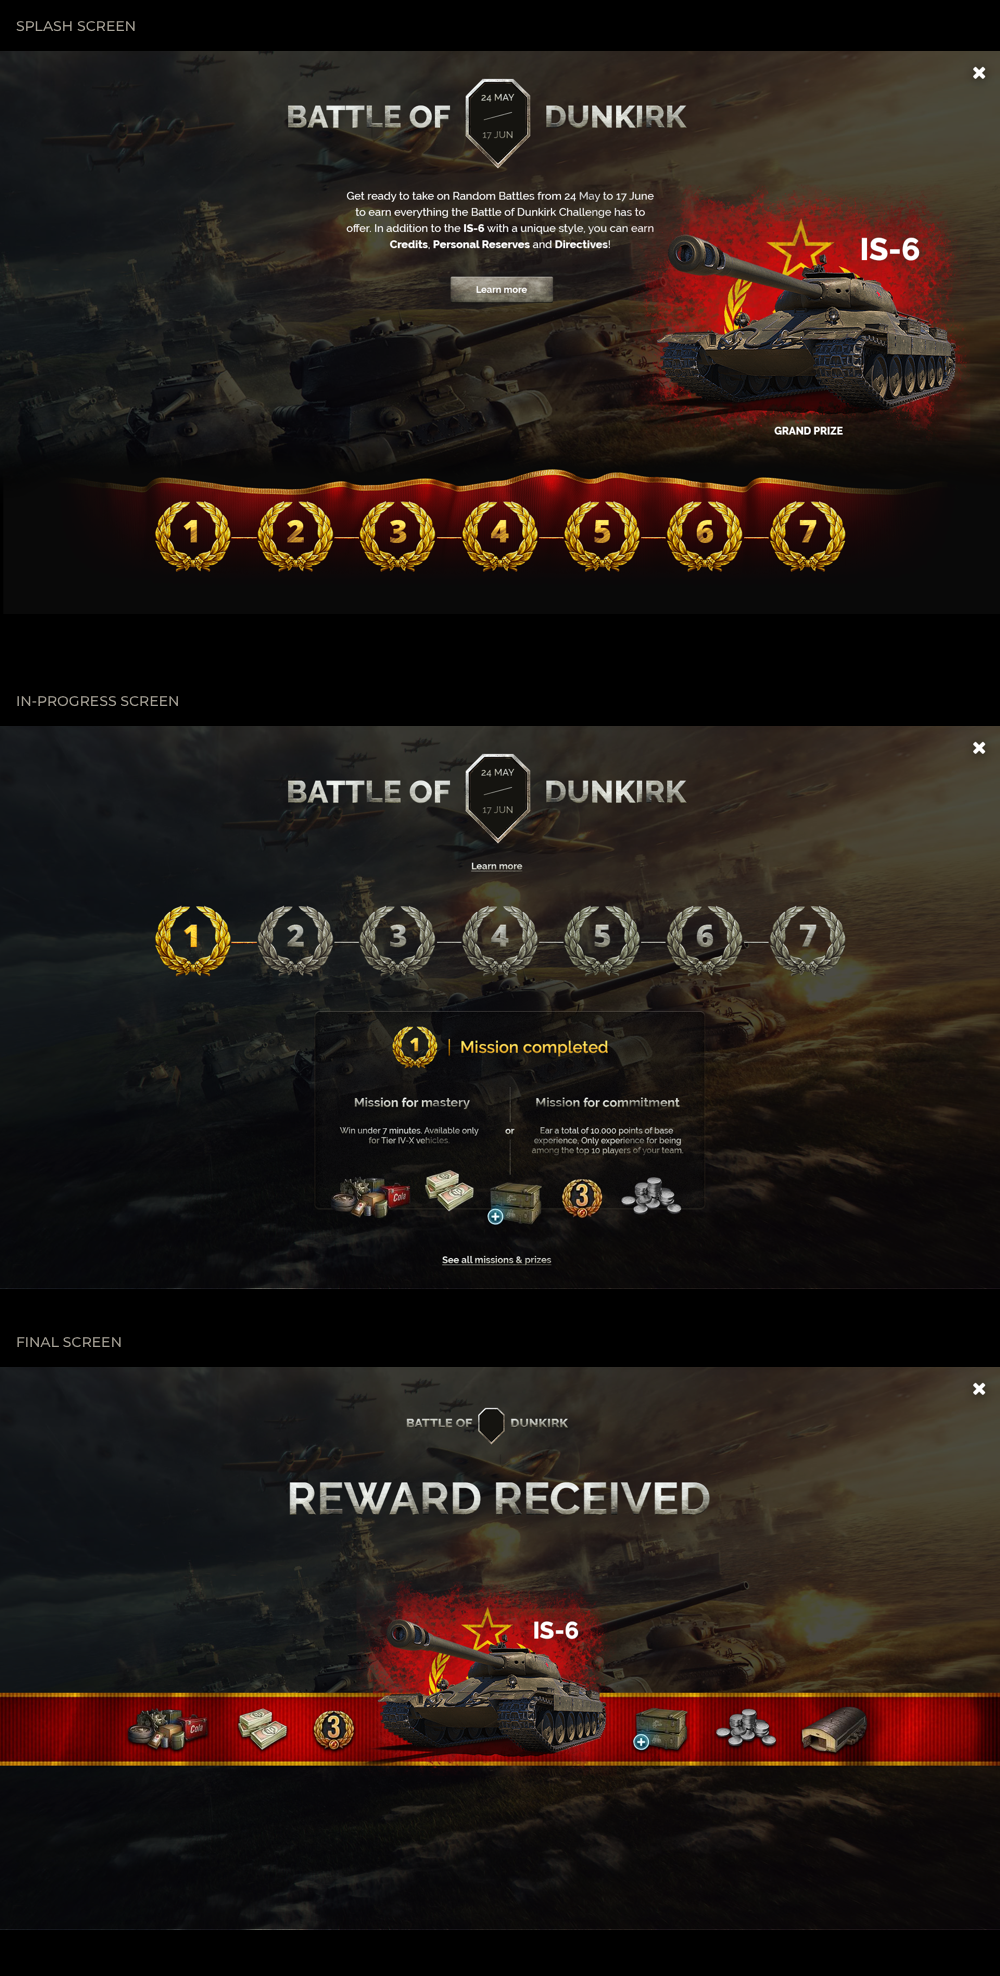 SPLASH SCREEN
BATTLE OF
24 MAY
17 JUN
DUNKIRK
Get ready to take on Random Battles from 24 May to 17 June
to earn everything the Battle of Dunkirk Challenge has to
offer. In addition to the IS-6 with a unique style, you can earn
Credits, Personal Reserves and Directives!
Learn more
IS-6
GRAND PRIZE
1 2 3 4 5 6 7
IN-PROGRESS SCREEN
BATTLE OF
24 MAY
17 JUN
DUNKIRK
Learn more
1 2 3 4 5 6 7
1 | Mission completed
Mission for mastery
Win under 7 minutes. Available only
for Tier IV-X vehicles.
or
Mission for commitment
Ear a total of 10.000 points of base
experience. Only experience for being
among the top 10 players of your team.
Cola
3
See all missions & prizes
FINAL SCREEN
BATTLE OF DUNKIRK
REWARD RECEIVED
IS-6
Cola
3